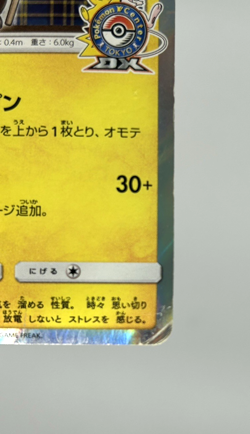 : 0.4m 重さ : 6.0kg
Pokémon Center
TOKYO
DX
ン
を上から1枚とり、オモテ
30+
ージ追加。
にげる
を 溜める 性質。 時々 思い切り
放電 しないと ストレスを 感じる。